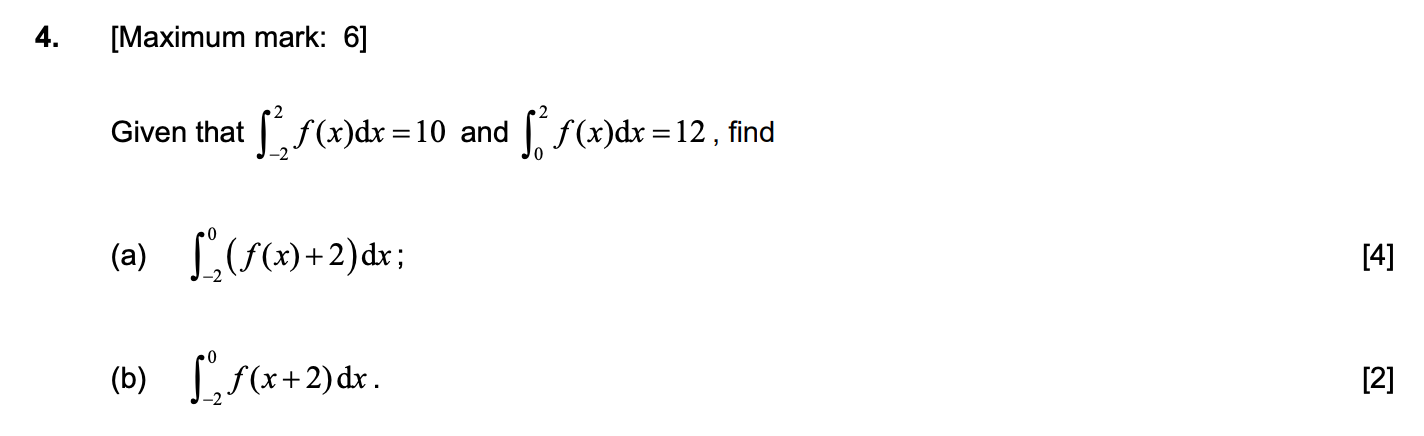 4. [Maximum mark: 6]
Given that ∫_{-2}^{2} f(x)dx = 10 and ∫_{0}^{2} f(x)dx = 12, find
(a) ∫_{-2}^{0} (f(x)+2)dx; [4]
(b) ∫_{-2}^{0} f(x+2)dx. [2]